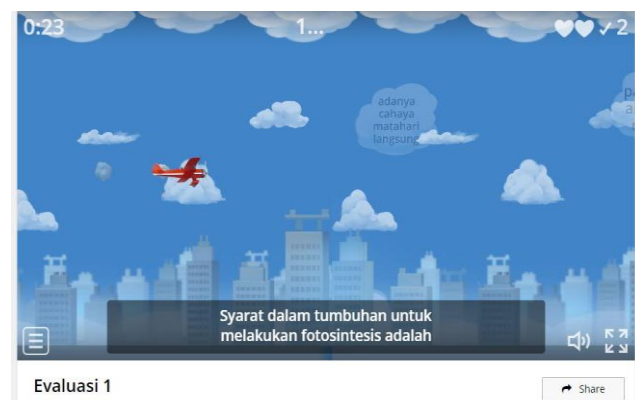 0:23
1...
2
adanya
cahaya
matahari
langsung
Syarat dalam tumbuhan untuk
melakukan fotosintesis adalah
Evaluasi 1
Share